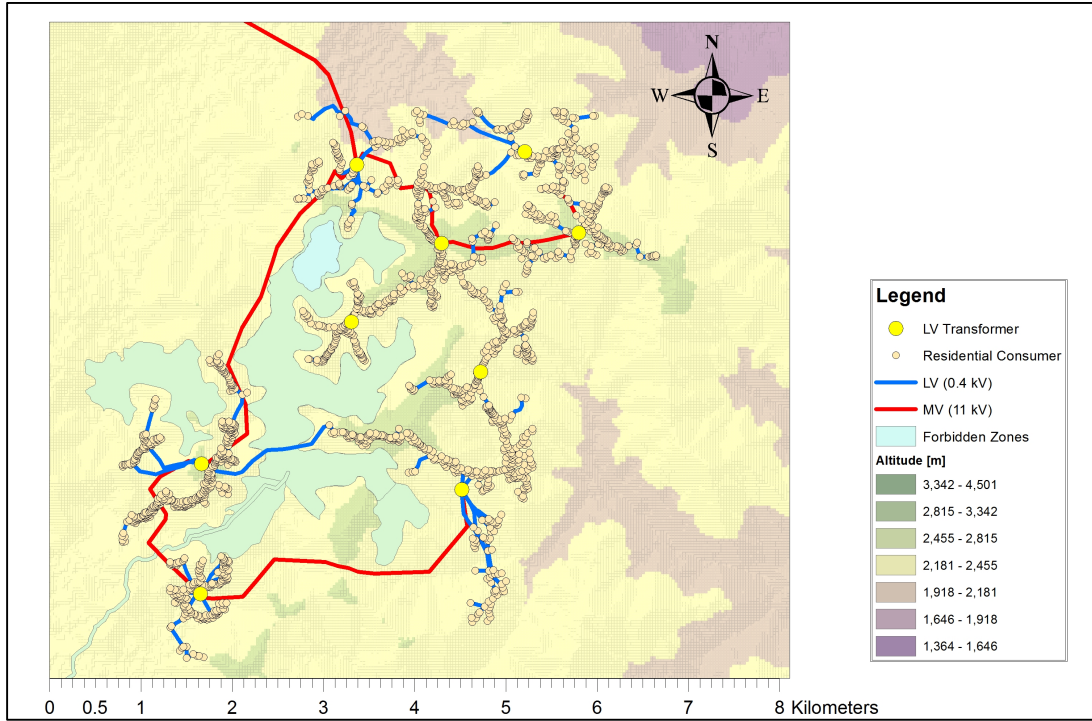 N
W
E
S
Legend
LV Transformer
Residential Consumer
LV (0.4 kV)
MV (11 kV)
Forbidden Zones
Altitude [m]
3,342 - 4,501
2,815 - 3,342
2,455 - 2,815
2,181 - 2,455
1,918 - 2,181
1,646 - 1,918
1,364 - 1,646
0 0.5 1 2 3 4 5 6 7 8 Kilometers